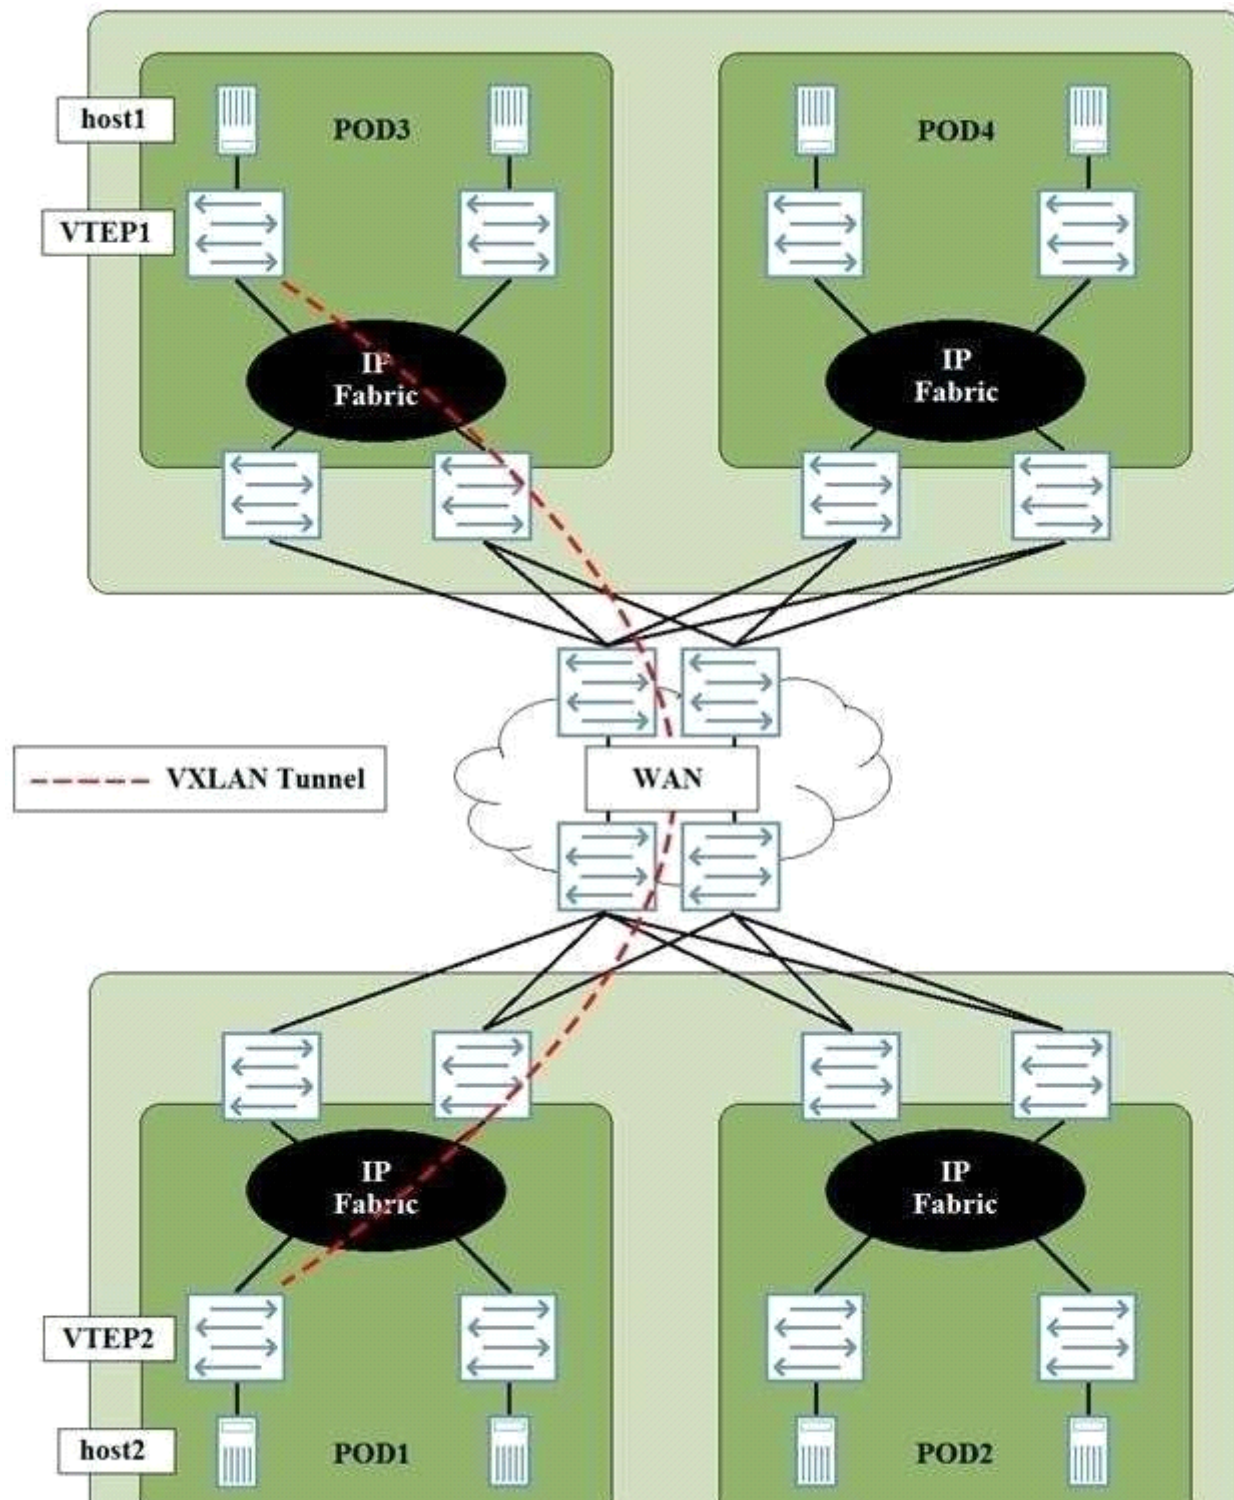 host1
POD3
POD4
VTEP1
IP
Fabric
IP
Fabric
VXLAN Tunnel
WAN
IP
Fabric
IP
Fabric
VTEP2
host2
POD1
POD2